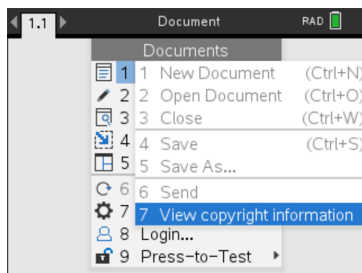 1.1 Document RAD
Documents
1 1 New Document (Ctrl+N)
2 2 Open Document (Ctrl+O)
3 3 Close (Ctrl+W)
4 4 Save (Ctrl+S)
5 5 Save As...
6 6 Send
7 7 View copyright information
8 Login...
9 Press-to-Test